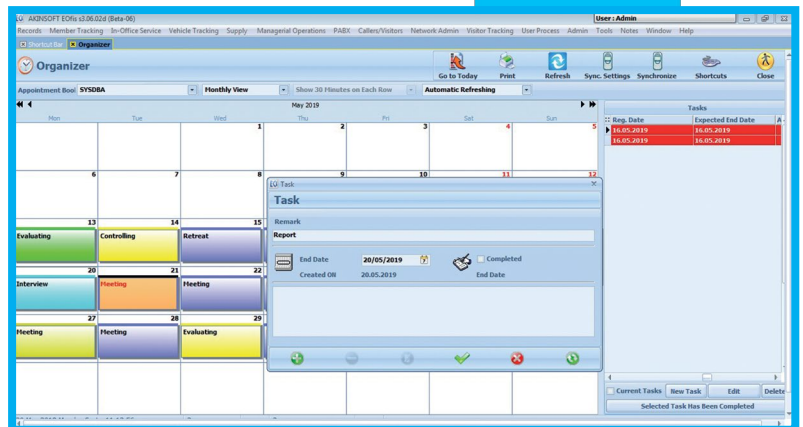 AKINSOFT EOfis s3.06.02d (Beta-06)
User : Admin
Records Member Tracking In-Office Service Vehicle Tracking Supply Managerial Operations PABX Callers/Visitors Network Admin Visitor Tracking User Process Admin Tools Notes Window Help
Shortcut Bar Organizer
Organizer
Go to Today Print Refresh Sync. Settings Synchronize Shortcuts Close
Appointment Bool SYSDBA Monthly View Show 30 Minutes on Each Row Automatic Refreshing
May 2019
Mon Tue Wed Thu Fri Sat Sun
1 2 3 4 5
6 7 8 9 10 11 12
13 14 15
Evaluating Controlling Retreat
20 21 22
Interview Meeting Meeting
27 28 29
Meeting Meeting Evaluating
Task
Task
Remark
Report
End Date 20/05/2019 Completed
Created ON 20.05.2019 End Date
Tasks
Reg. Date Expected End Date A
16.05.2019 16.05.2019
16.05.2019 16.05.2019
Current Tasks New Task Edit Delete
Selected Task Has Been Completed